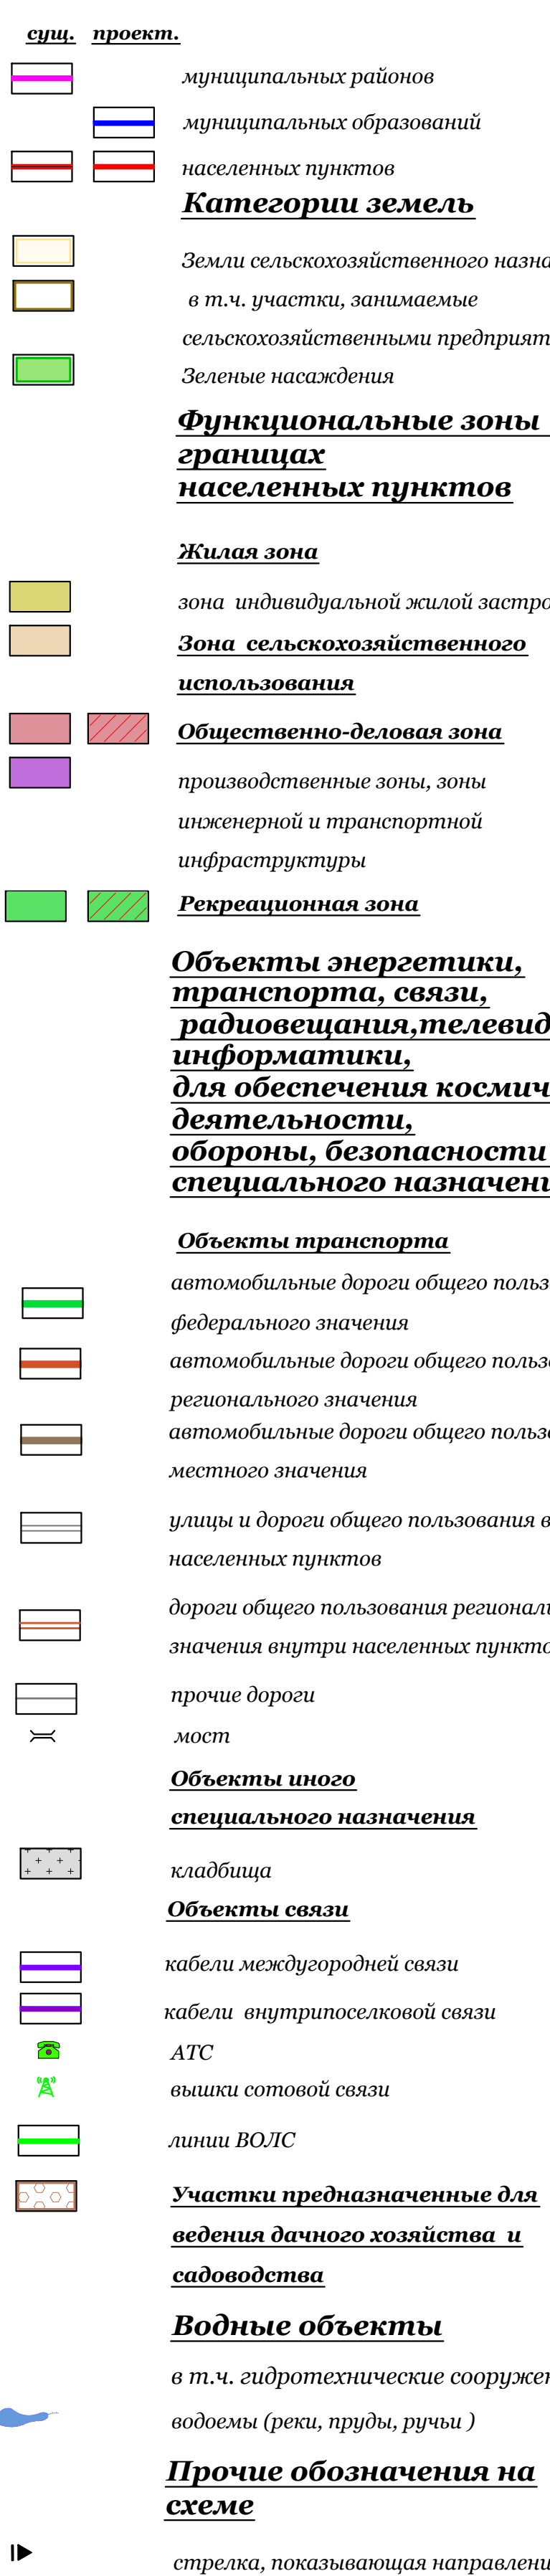 сущ. проект.
муниципальных районов
муниципальных образований
населенных пунктов
Категории земель
Земли сельскохозяйственного назна
в т.ч. участки, занимаемые
сельскохозяйственными предприят
Зеленые насаждения
Функциональные зоны
границах
населенных пунктов
Жилая зона
зона индивидуальной жилой застро
Зона сельскохозяйственного
использования
Общественно-деловая зона
производственные зоны, зоны
инженерной и транспортной
инфраструктуры
Рекреационная зона
Объекты энергетики,
транспорта, связи,
радиовещания,телевид
информатики,
для обеспечения космич
деятельности,
обороны, безопасности
специального назначени
Объекты транспорта
автомобильные дороги общего польз
федерального значения
автомобильные дороги общего польз
регионального значения
автомобильные дороги общего польз
местного значения
улицы и дороги общего пользования в
населенных пунктов
дороги общего пользования регионал
значения внутри населенных пункто
прочие дороги
мост
Объекты иного
специального назначения
кладбища
Объекты связи
кабели междугородней связи
кабели внутрипоселковой связи
АТС
вышки сотовой связи
линии ВОЛС
Участки предназначенные для
ведения дачного хозяйства и
садоводства
Водные объекты
в т.ч. гидротехнические сооружен
водоемы (реки, пруды, ручьи )
Прочие обозначения на
схеме
стрелка, показывающая направлени